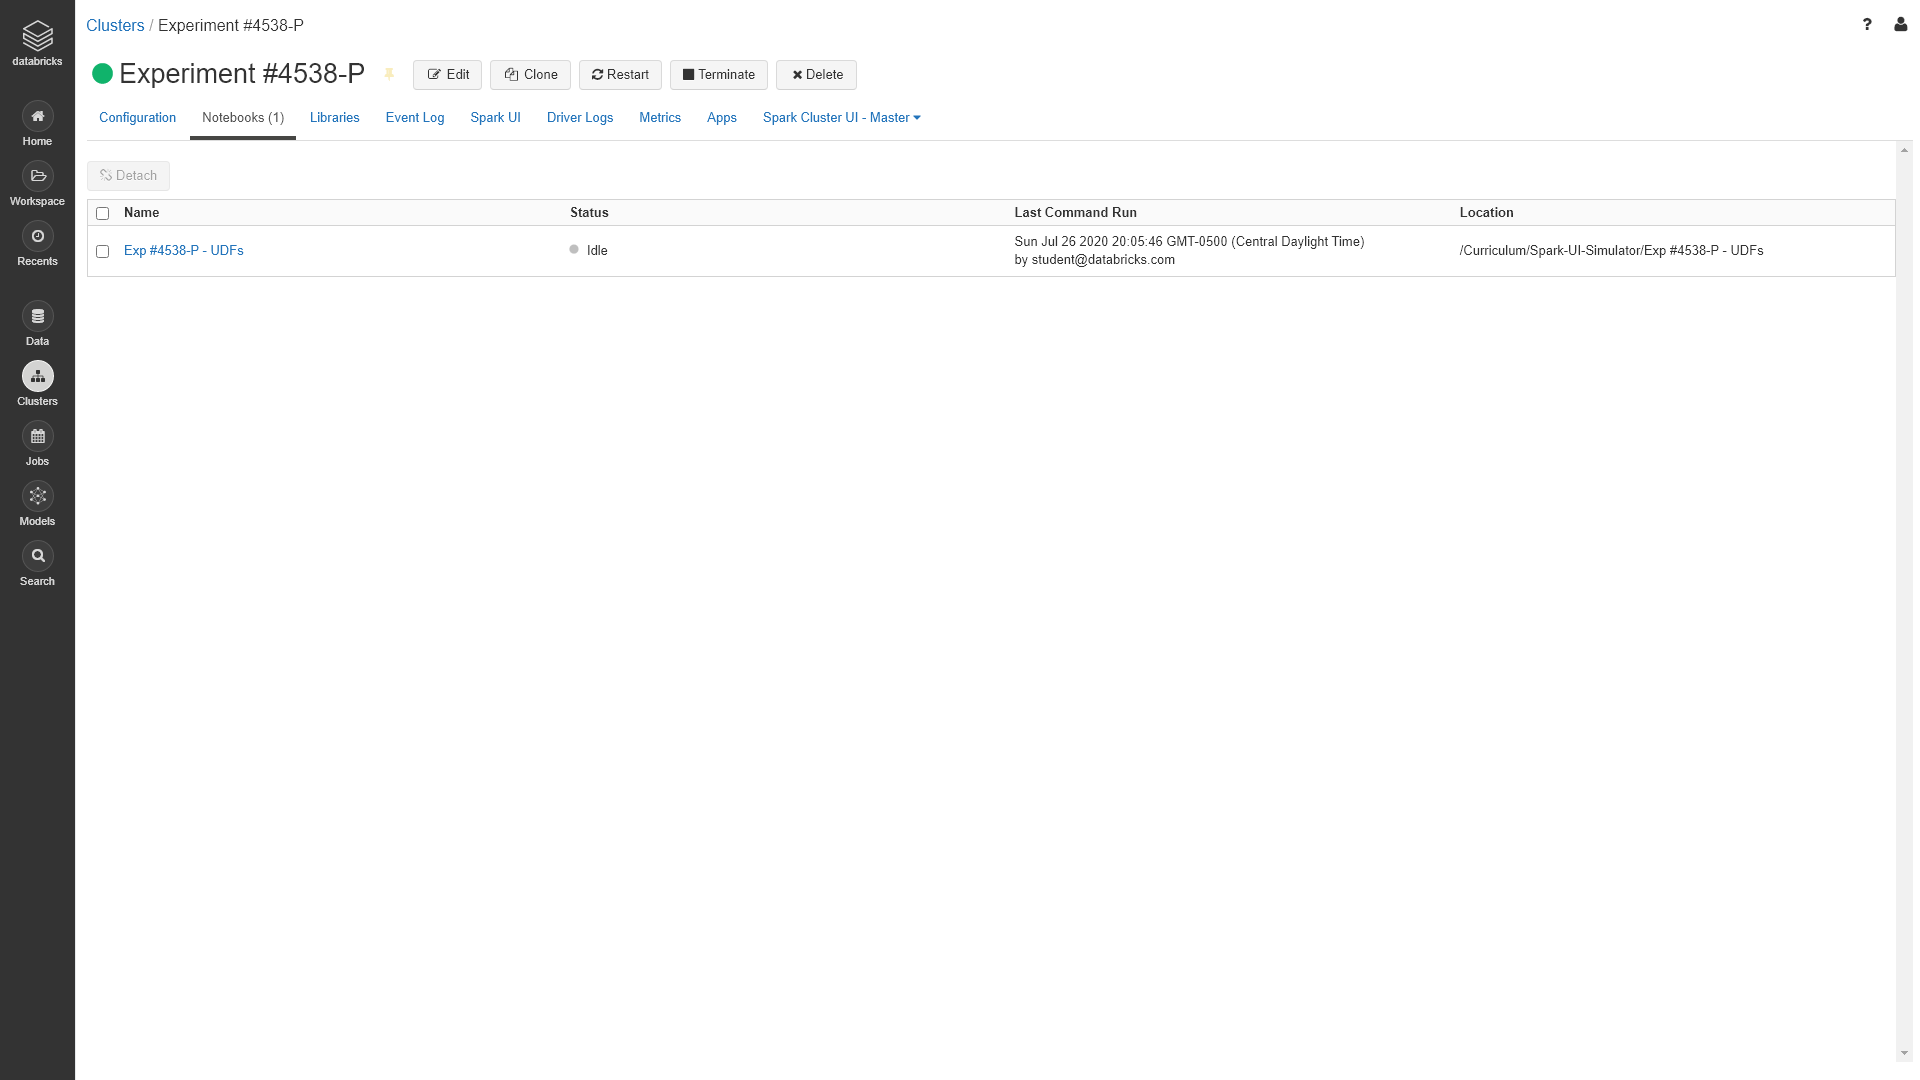 databricks
Home
Workspace
Recents
Data
Clusters
Jobs
Models
Search
Clusters / Experiment #4538-P
?
Experiment #4538-P
Edit Clone Restart Terminate Delete
Configuration Notebooks (1) Libraries Event Log Spark UI Driver Logs Metrics Apps Spark Cluster UI - Master
Detach
Name Status Last Command Run Location
Exp #4538-P - UDFs Idle Sun Jul 26 2020 20:05:46 GMT-0500 (Central Daylight Time)
by student@databricks.com
/Curriculum/Spark-UI-Simulator/Exp #4538-P - UDFs